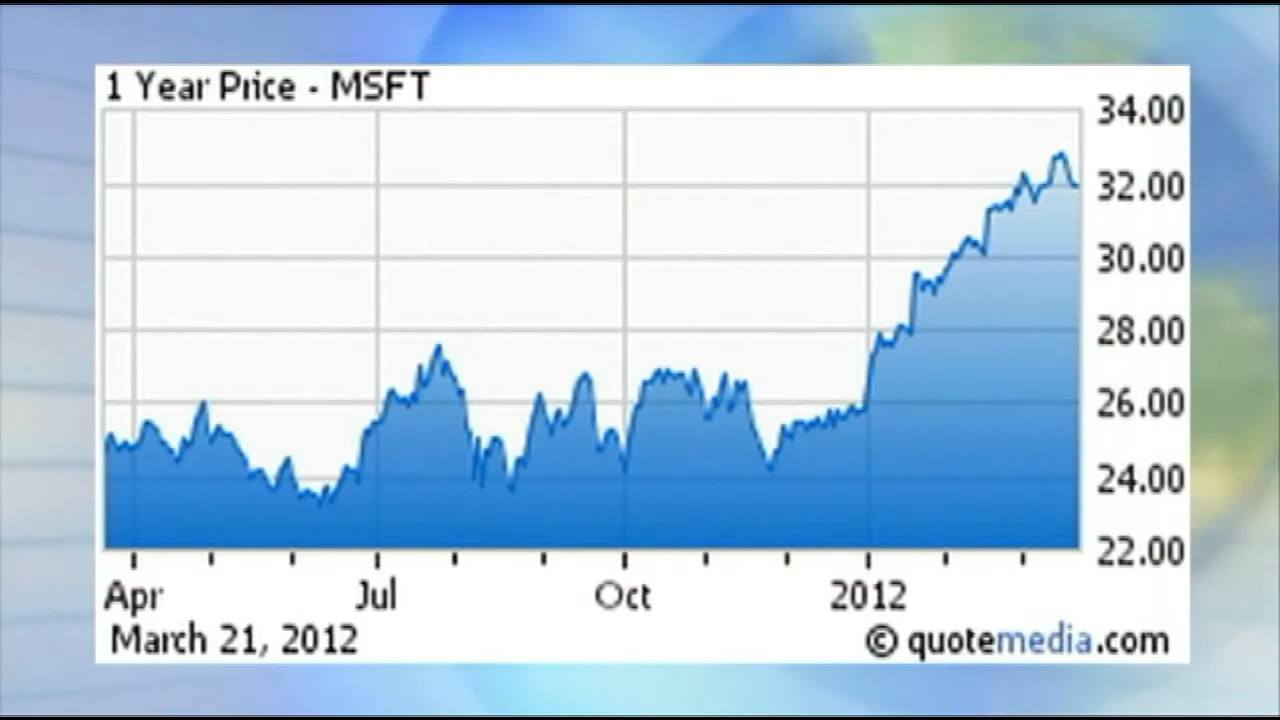 1 Year Price - MSFT
34.00
32.00
30.00
28.00
26.00
24.00
22.00
Apr Jul Oct 2012
March 21, 2012 © quotemedia.com